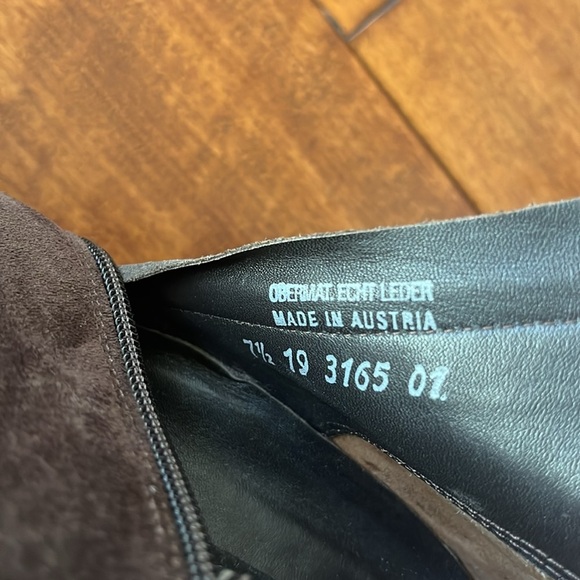 OBERMAT. ECHT LEDER
MADE IN AUSTRIA
7½ 19 3165 01